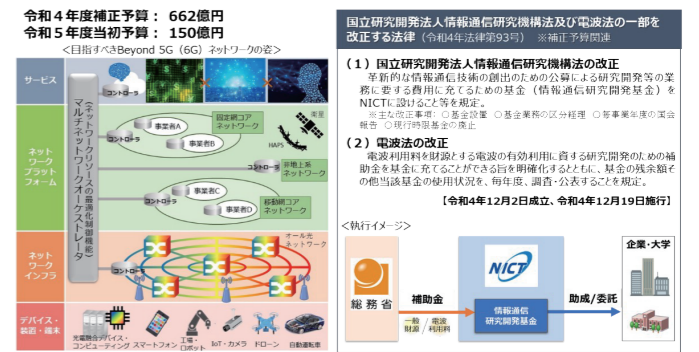 令和４年度補正予算： 662億円
令和５年度当初予算： 150億円
＜目指すべきBeyond 5G（6G）ネットワークの姿＞
サービス
コントローラ
マルチネットワークオーケストレータ
（ネットワークリソースの最適化制御機能）
ネット
ワーク
プラット
フォーム
固定網コア
ネットワーク
事業者A
事業者B
コントローラ
衛星
HAPS
コントローラ
非地上系
ネットワーク
事業者C
コントローラ
事業者D
移動網コア
ネットワーク
ネット
ワーク
インフラ
オール光
ネットワーク
コントローラ
デバイス・
装置・端末
光電融合デバイス・
コンピューティング
スマートフォン
工場・
ロボット
IoT・カメラ
ドローン
自動運転車
国立研究開発法人情報通信研究機構法及び電波法の一部を
改正する法律（令和4年法律第93号） ※補正予算関連
（１）国立研究開発法人情報通信研究機構法の改正
革新的な情報通信技術の創出のための公募による研究開発等の業
務に要する費用に充てるための基金（情報通信研究開発基金）を
NICTに設けること等を規定。
※主な改正事項：○基金設置 ○基金業務の区分経理 ○毎事業年度の国会
報告 ○現行時限基金の廃止
（２）電波法の改正
電波利用料を財源とする電波の有効利用に資する研究開発のための補
助金を基金に充てることができる旨を明確化するとともに、基金の残余額そ
の他当該基金の使用状況を、毎年度、調査・公表することを規定。
【令和4年12月2日成立、令和4年12月19日施行】
＜執行イメージ＞
総務省
補助金
一般
財源
／
電波
利用料
NICT
情報通信
研究開発基金
助成/委託
企業・大学